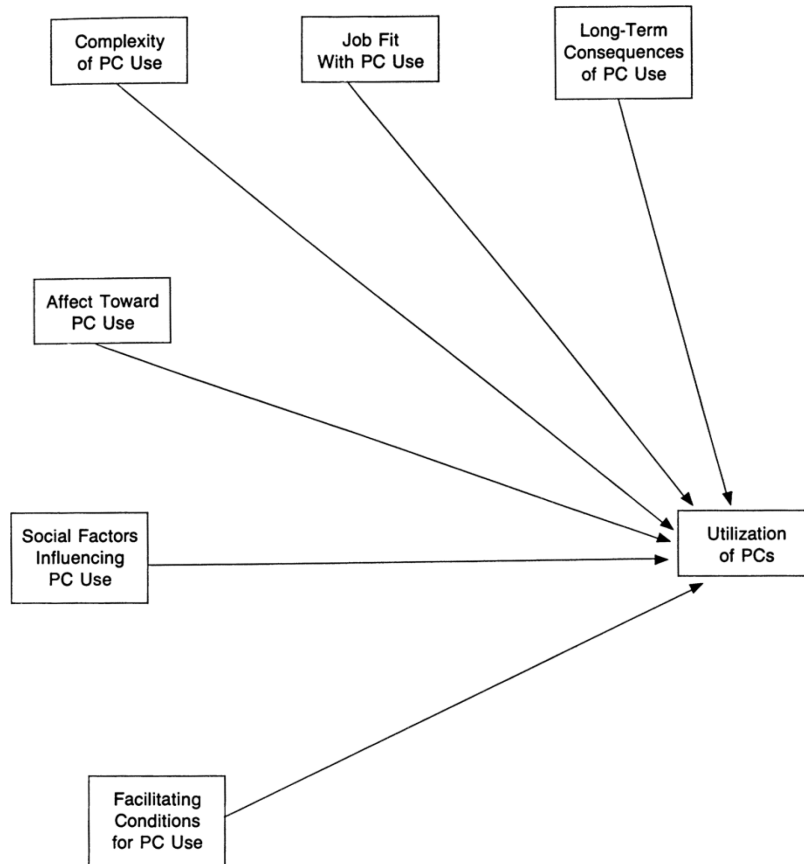 Complexity
of PC Use
Job Fit
With PC Use
Long-Term
Consequences
of PC Use
Affect Toward
PC Use
Social Factors
Influencing
PC Use
Utilization
of PCs
Facilitating
Conditions
for PC Use